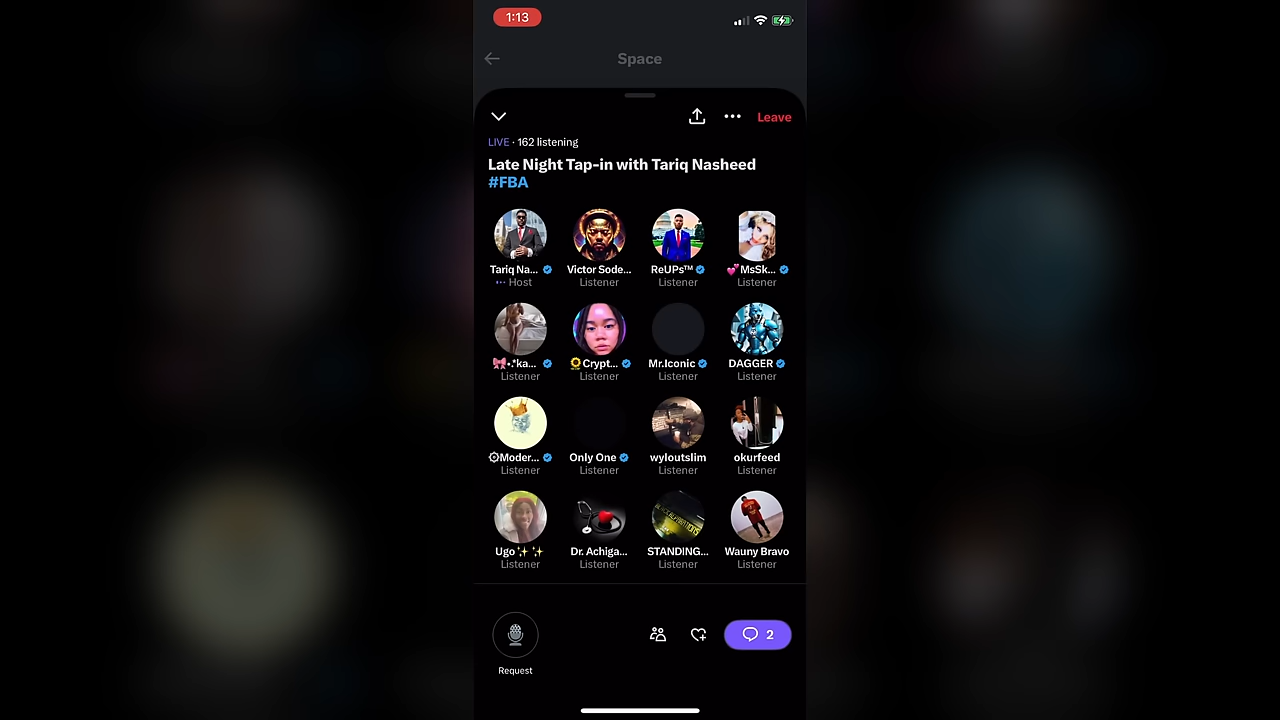 1:13
Space
Leave
LIVE · 162 listening
Late Night Tap-in with Tariq Nasheed
#FBA
Tariq Na... Victor Sode... ReUPs™ 💕MsSk...
Host Listener Listener Listener
🎀•.*ka... 🌻Crypt... Mr.Iconic DAGGER
Listener Listener Listener Listener
Moder... Only One wyloutslim okurfeed
Listener Listener Listener Listener
Ugo✨ ✨ Dr. Achiga... STANDING... Wauny Bravo
Listener Listener Listener Listener
2
Request